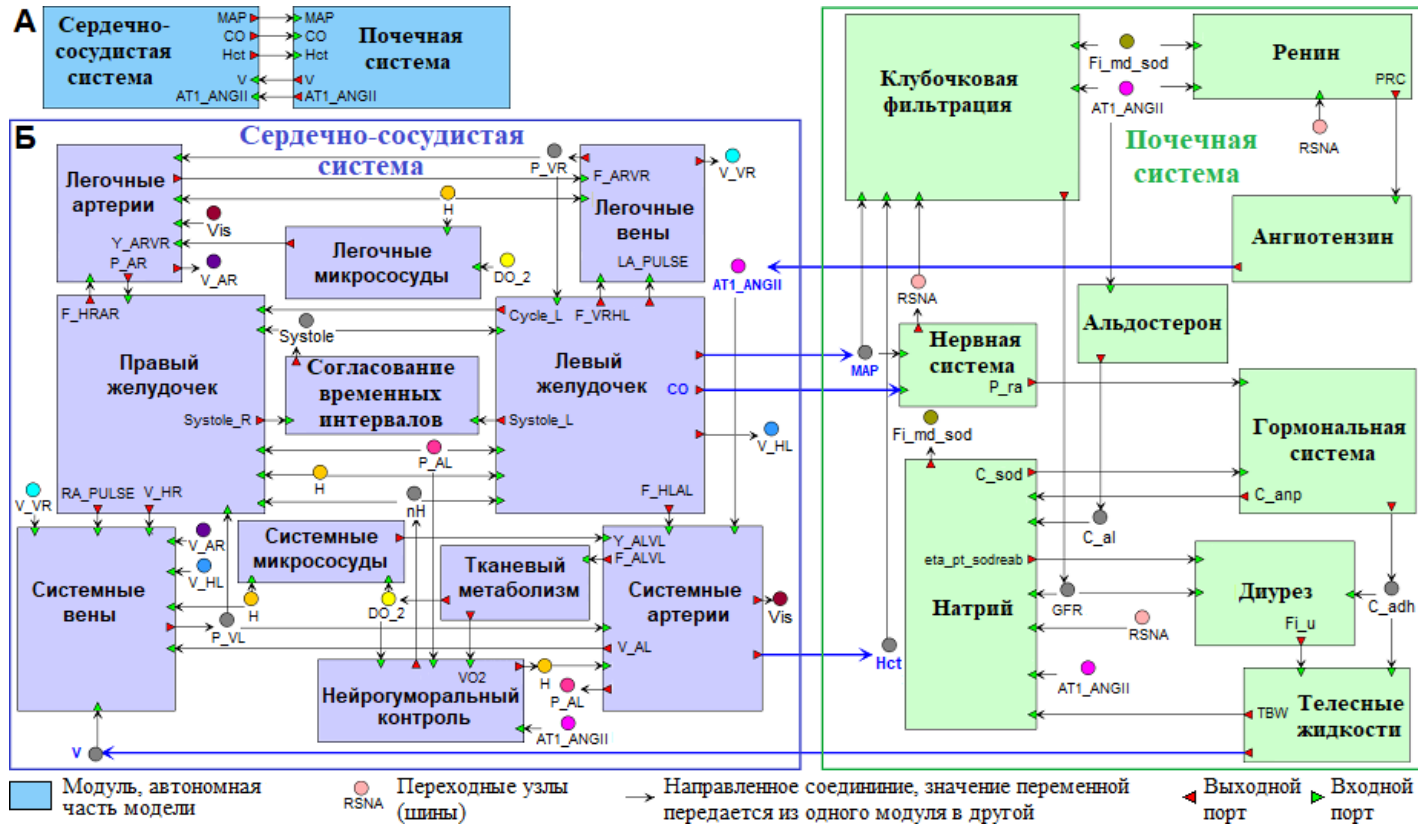 А
Сердечно-
сосудистая
система
MAP
CO
Hct
V
AT1_ANGII
MAP
CO
Hct
V
AT1_ANGII
Почечная
система
Б
Сердечно-сосудистая
система
Легочные
артерии
Y_ARVR
P_AR
Vis
V_AR
P_VR
H
Легочные
микрососуды
DO_2
F_ARVR
Легочные
вены
LA_PULSE
V_VR
AT1_ANGII
F_HRAR
Правый
желудочек
Systole_R
RA_PULSE
V_HR
Systole
Согласование
временных
интервалов
Cycle_L
F_VRHL
Левый
желудочек
CO
Systole_L
F_HLAL
V_HL
P_AL
H
nH
V_VR
V_AR
V_HL
Системные
вены
P_VL
H
Системные
микрососуды
DO_2
Тканевый
метаболизм
Y_ALVL
F_ALVL
Системные
артерии
V_AL
Vis
VO2
Нейрогуморальный
контроль
H
P_AL
AT1_ANGII
V
Почечная
система
Клубочковая
фильтрация
Fi_md_sod
AT1_ANGII
Ренин
PRC
RSNA
Ангиотензин
Альдостерон
RSNA
MAP
Нервная
система
P_ra
Fi_md_sod
Гормональная
система
C_sod
C_anp
C_al
eta_pt_sodreab
Натрий
GFR
RSNA
AT1_ANGII
Диурез
Fi_u
C_adh
Hct
TBW
Телесные
жидкости
Модуль, автономная
часть модели
RSNA
Переходные узлы
(шины)
Направленное соедининие, значение переменной
передается из одного модуля в другой
Выходной
порт
Входной
порт